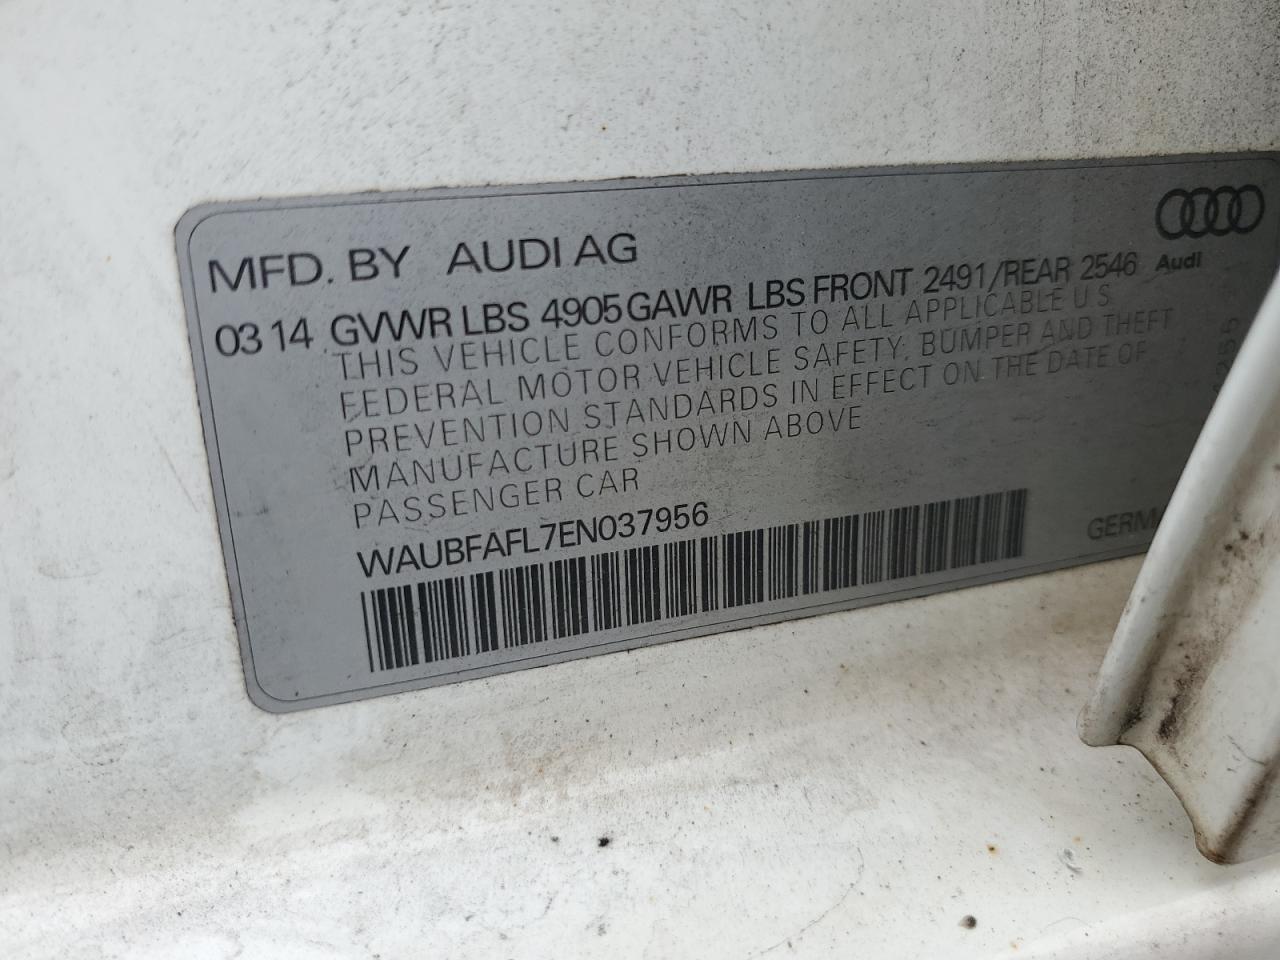 MFD. BY AUDI AG
Audi
03 14 GVWR LBS 4905 GAWR LBS FRONT 2491/REAR 2546
THIS VEHICLE CONFORMS TO ALL APPLICABLE U S
FEDERAL MOTOR VEHICLE SAFETY, BUMPER AND THEFT
PREVENTION STANDARDS IN EFFECT ON THE DATE OF
MANUFACTURE SHOWN ABOVE
PASSENGER CAR
WAUBFAFL7EN037956
GERM